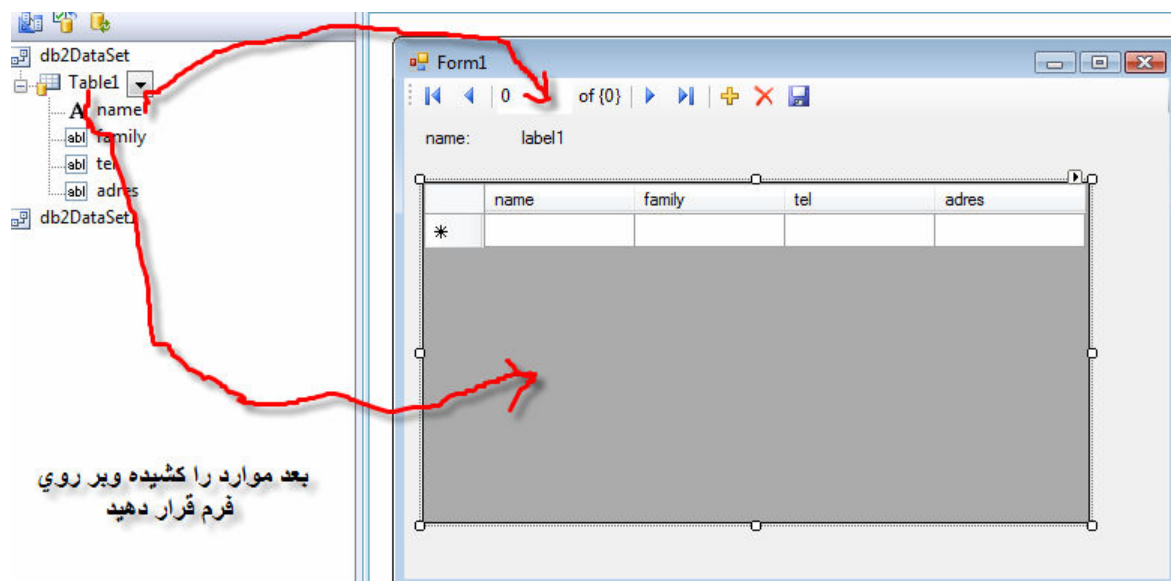 db2DataSet
Table1
name
family
tel
adres
db2DataSet1
Form1
0 of {0}
name: label1
name family tel adres
بعد موارد را كشيده وبر روي
فرم قرار دهيد